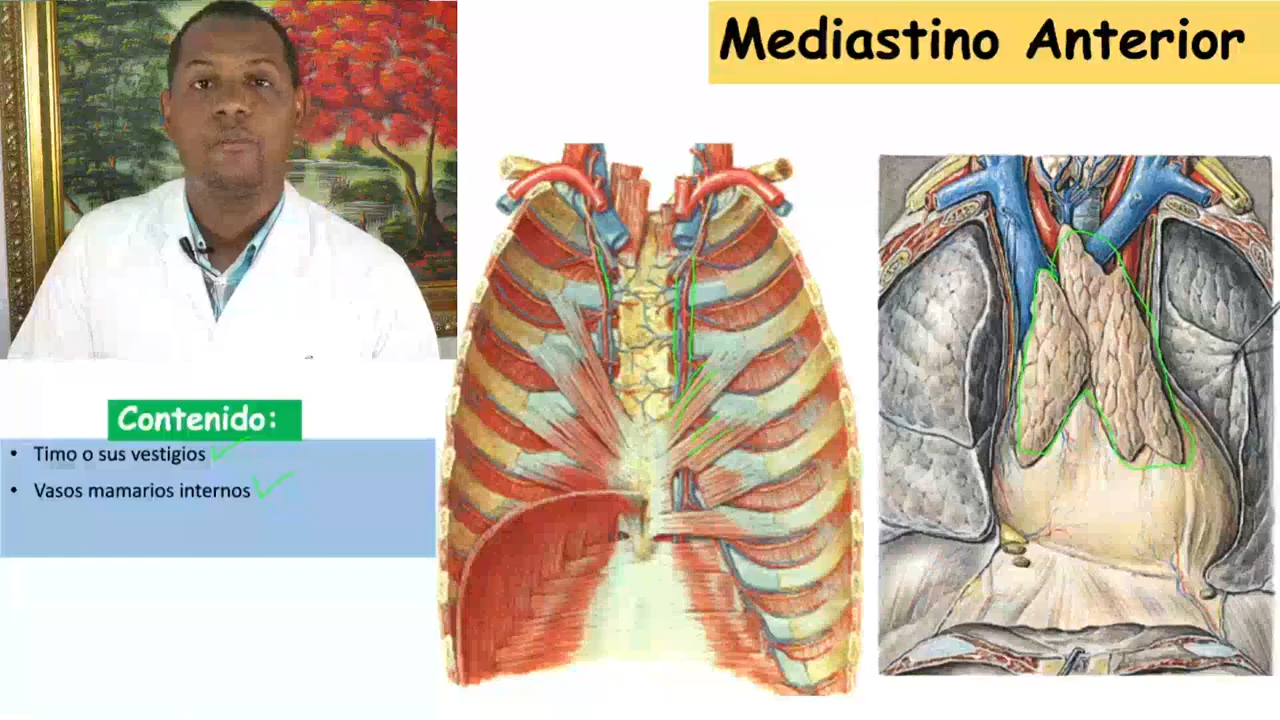 Mediastino Anterior
Contenido:
• Timo o sus vestigios
• Vasos mamarios internos